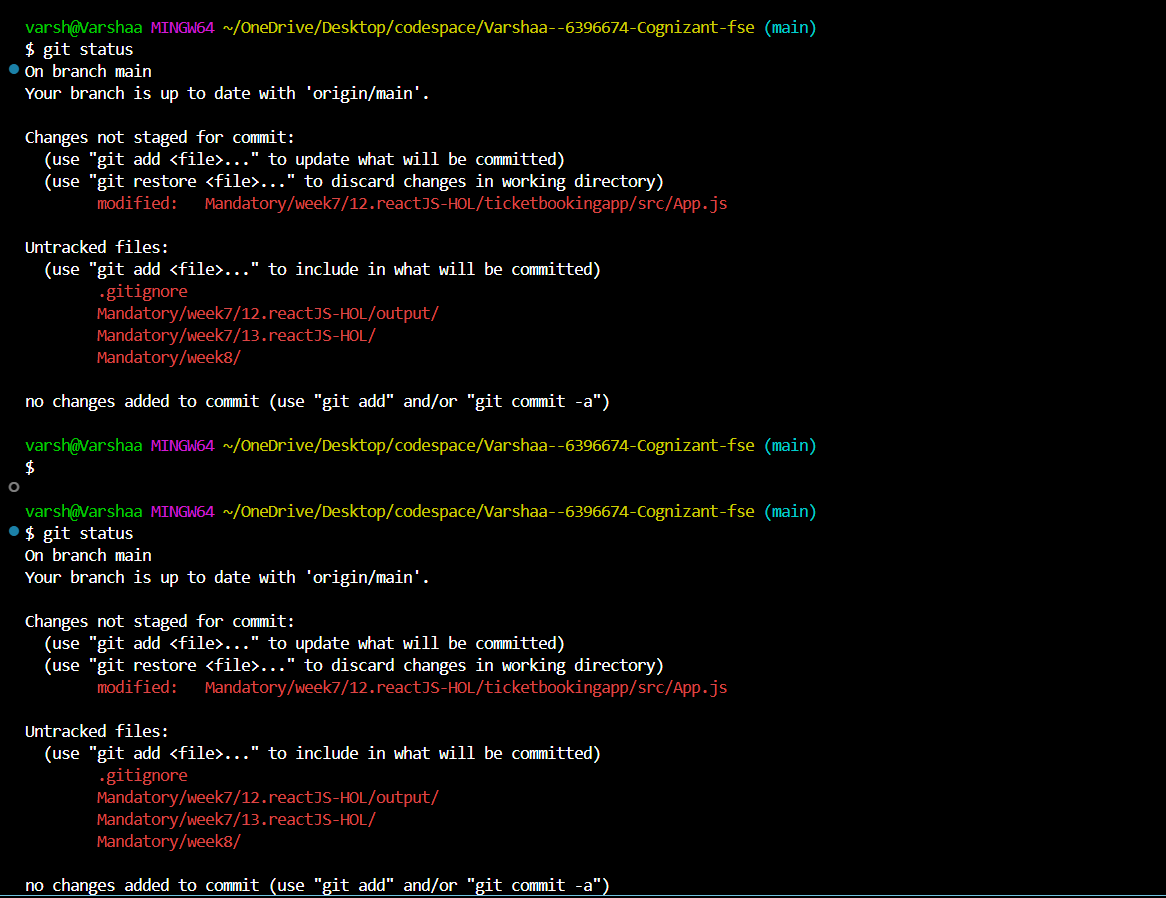 varsh@Varshaa MINGW64 ~/OneDrive/Desktop/codespace/Varshaa--6396674-Cognizant-fse (main)
$ git status
On branch main
Your branch is up to date with 'origin/main'.
Changes not staged for commit:
  (use "git add <file>..." to update what will be committed)
  (use "git restore <file>..." to discard changes in working directory)
        modified:   Mandatory/week7/12.reactJS-HOL/ticketbookingapp/src/App.js
Untracked files:
  (use "git add <file>..." to include in what will be committed)
        .gitignore
        Mandatory/week7/12.reactJS-HOL/output/
        Mandatory/week7/13.reactJS-HOL/
        Mandatory/week8/
no changes added to commit (use "git add" and/or "git commit -a")
varsh@Varshaa MINGW64 ~/OneDrive/Desktop/codespace/Varshaa--6396674-Cognizant-fse (main)
$
varsh@Varshaa MINGW64 ~/OneDrive/Desktop/codespace/Varshaa--6396674-Cognizant-fse (main)
$ git status
On branch main
Your branch is up to date with 'origin/main'.
Changes not staged for commit:
  (use "git add <file>..." to update what will be committed)
  (use "git restore <file>..." to discard changes in working directory)
        modified:   Mandatory/week7/12.reactJS-HOL/ticketbookingapp/src/App.js
Untracked files:
  (use "git add <file>..." to include in what will be committed)
        .gitignore
        Mandatory/week7/12.reactJS-HOL/output/
        Mandatory/week7/13.reactJS-HOL/
        Mandatory/week8/
no changes added to commit (use "git add" and/or "git commit -a")